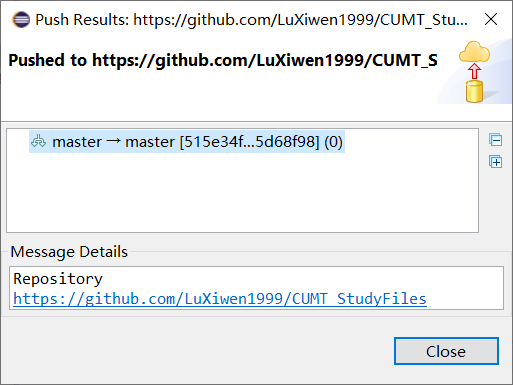 Push Results: https://github.com/LuXiwen1999/CUMT_Stu...
Pushed to https://github.com/LuXiwen1999/CUMT_S
master → master [515e34f...5d68f98] (0)
Message Details
Repository
https://github.com/LuXiwen1999/CUMT_StudyFiles
Close